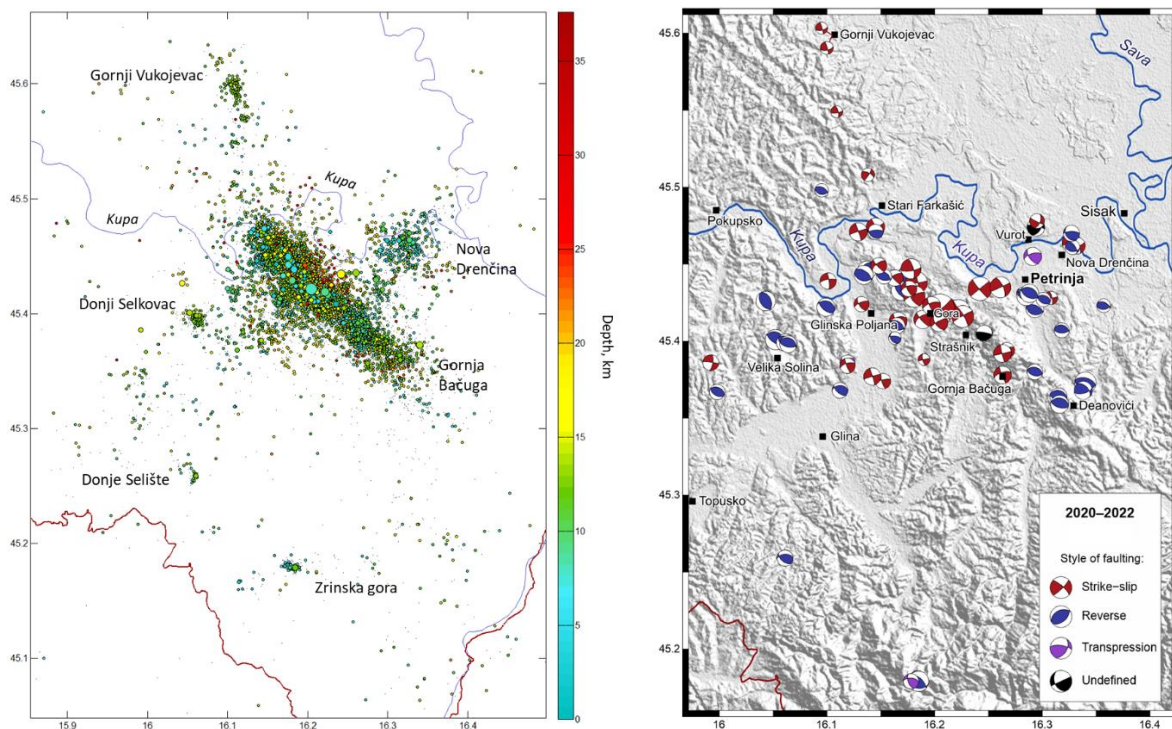 45.6
45.5
45.4
45.3
45.2
45.1
15.9
16
16.1
16.2
16.3
16.4
Gornji Vukojevac
Kupa
Kupa
Nova
Drenčina
Donji Selkovac
Gornja
Bačuga
Donje Selište
Zrinska gora
35
30
25
20
15
10
5
0
Depth, km
45.6
45.5
45.4
45.3
45.2
16
16.1
16.2
16.3
16.4
Gornji Vukojevac
Sava
Stari Farkašić
Pokupsko
Sisak
Vurot
Kupa
Kupa
Nova Drenčina
Petrinja
Glinska Poljana
Gora
Strašnik
Velika Solina
Gornja Bačuga
Deanovići
Glina
Topusko
2020–2022
Style of faulting:
Strike–slip
Reverse
Transpression
Undefined